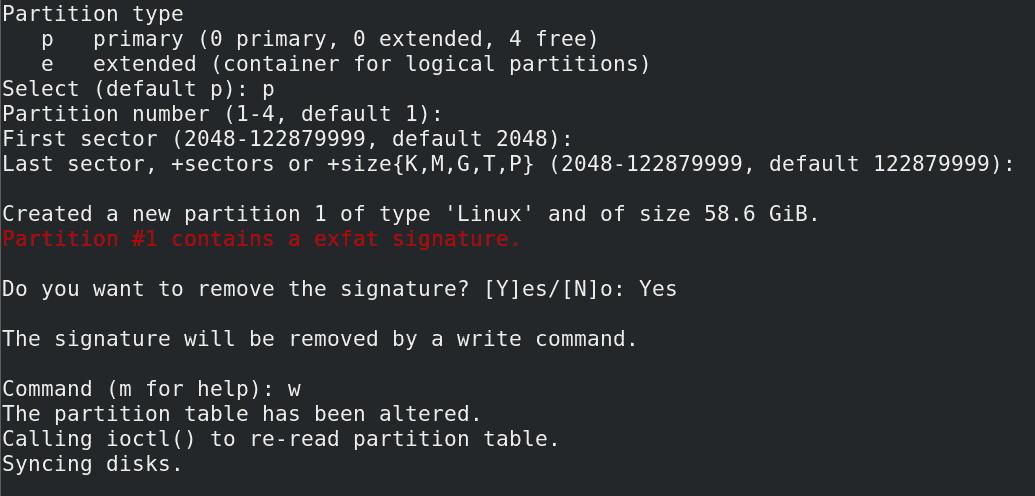 Partition type
   p   primary (0 primary, 0 extended, 4 free)
   e   extended (container for logical partitions)
Select (default p): p
Partition number (1-4, default 1):
First sector (2048-122879999, default 2048):
Last sector, +sectors or +size{K,M,G,T,P} (2048-122879999, default 122879999):
Created a new partition 1 of type 'Linux' and of size 58.6 GiB.
Partition #1 contains a exfat signature.
Do you want to remove the signature? [Y]es/[N]o: Yes
The signature will be removed by a write command.
Command (m for help): w
The partition table has been altered.
Calling ioctl() to re-read partition table.
Syncing disks.